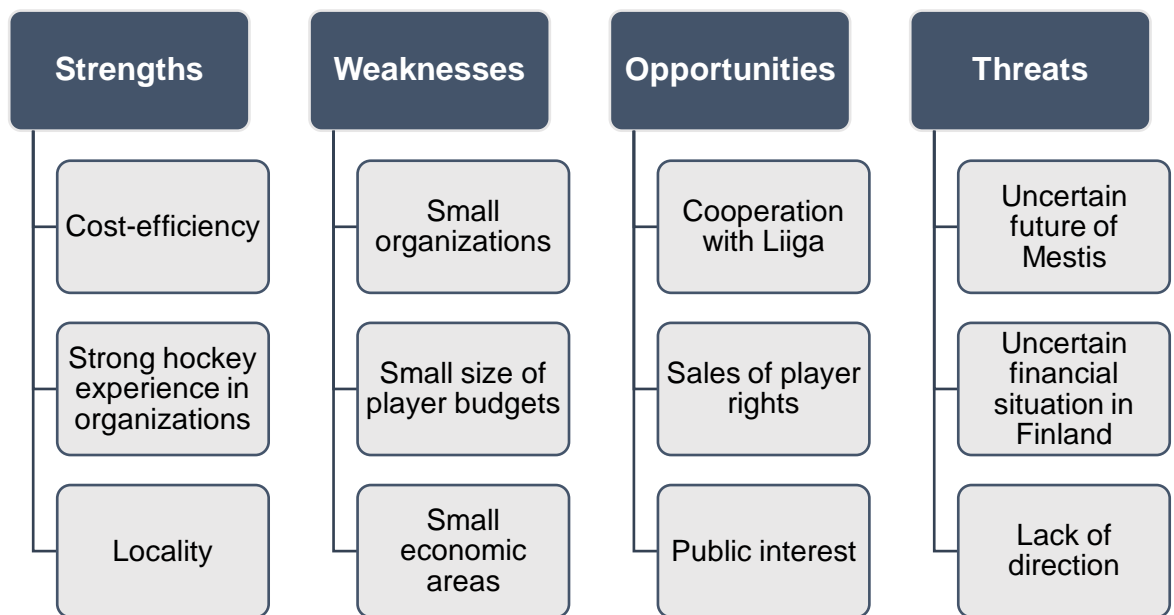 Strengths
Cost-efficiency
Strong hockey
experience in
organizations
Locality
Weaknesses
Small
organizations
Small size of
player budgets
Small
economic
areas
Opportunities
Cooperation
with Liiga
Sales of player
rights
Public interest
Threats
Uncertain
future of
Mestis
Uncertain
financial
situation in
Finland
Lack of
direction